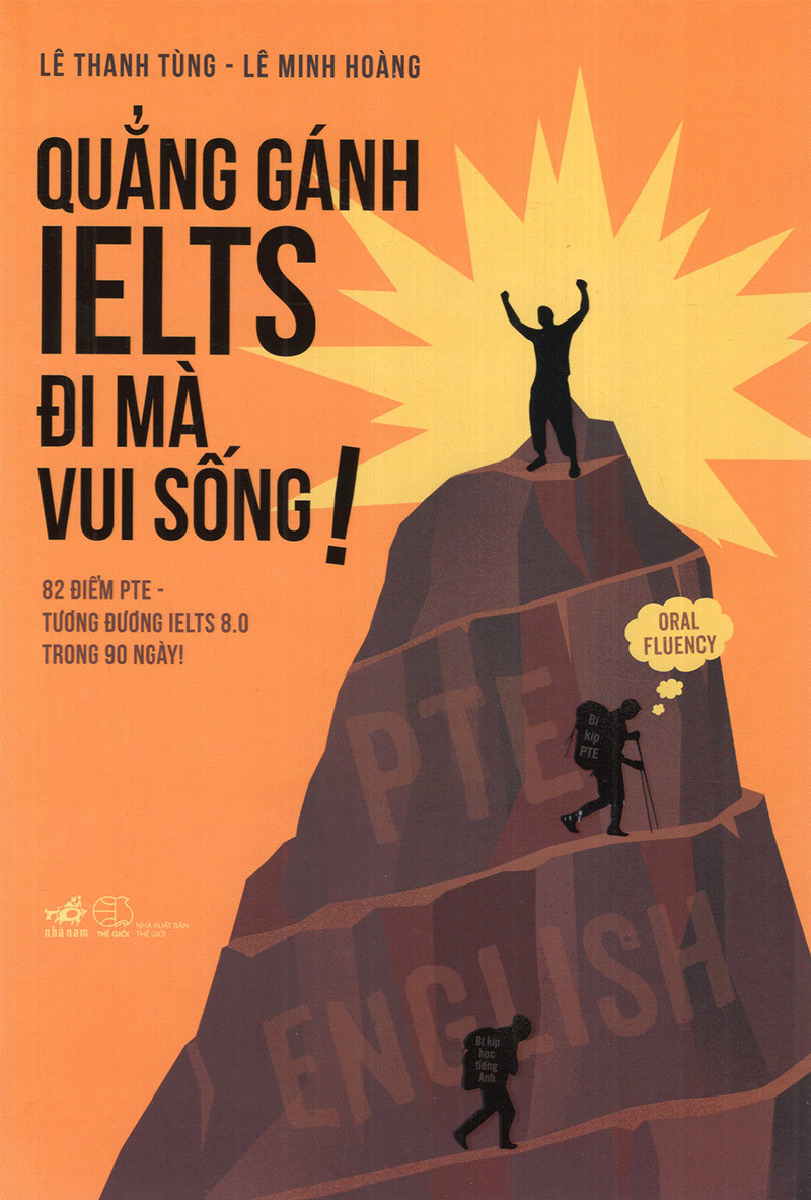 LÊ THANH TÙNG - LÊ MINH HOÀNG
QUẲNG GÁNH
IELTS
ĐI MÀ
VUI SỐNG!
82 ĐIỂM PTE -
TƯƠNG ĐƯƠNG IELTS 8.0
TRONG 90 NGÀY!
ORAL
FLUENCY
PTE
Bí
kíp
PTE
ENGLISH
nhã nam
THẾ GIỚI
NHÀ XUẤT BẢN
THẾ GIỚI
Bí kíp
học
tiếng
Anh